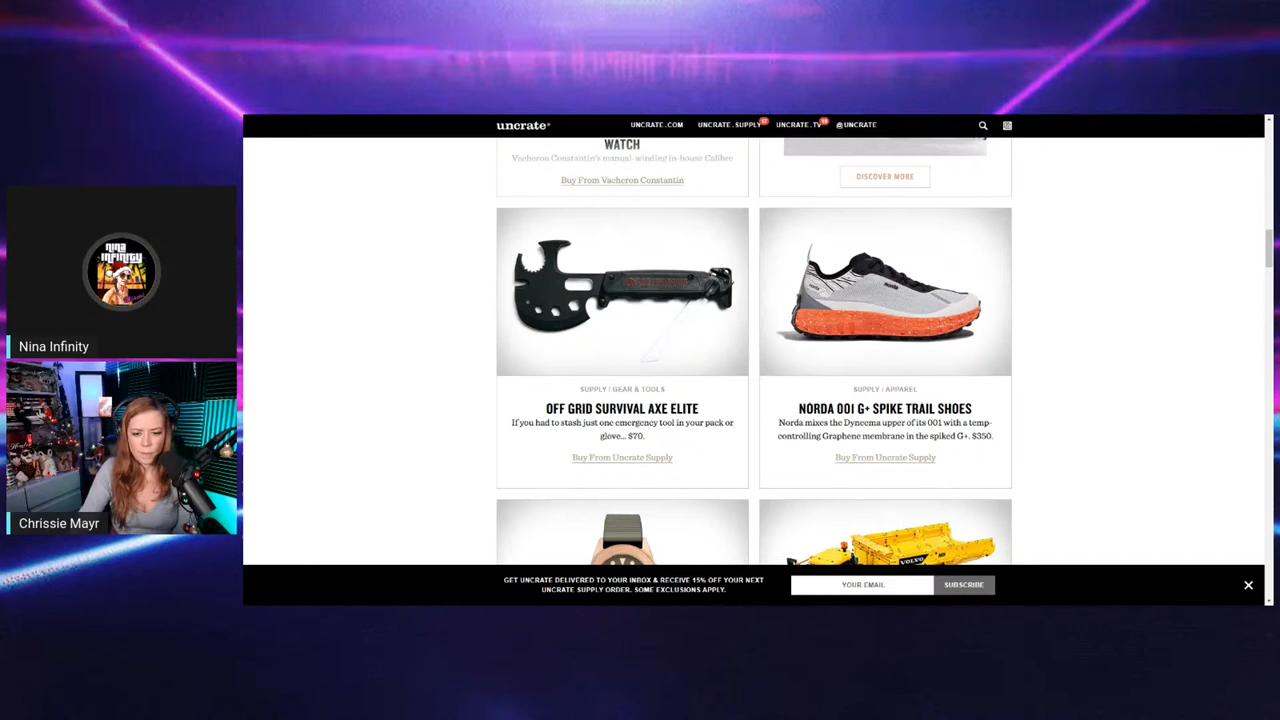 uncrate
UNCRATE.COM
UNCRATE.SUPPLY
UNCRATE.TV
@UNCRATE
WATCH
Vacheron Constantin's manual-winding in-house Calibre
Buy From Vacheron Constantin
DISCOVER MORE
SUPPLY / GEAR & TOOLS
OFF GRID SURVIVAL AXE ELITE
If you had to stash just one emergency tool in your pack or
glove... $70.
Buy From Uncrate Supply
norda
SUPPLY / APPAREL
NORDA 001 G+ SPIKE TRAIL SHOES
Norda mixes the Dyneema upper of its 001 with a temp-
controlling Graphene membrane in the spiked G+. $350.
Buy From Uncrate Supply
VOLVO
GET UNCRATE DELIVERED TO YOUR INBOX & RECEIVE 15% OFF YOUR NEXT
UNCRATE SUPPLY ORDER. SOME EXCLUSIONS APPLY.
YOUR EMAIL
SUBSCRIBE
nina
INFINITY
Nina Infinity
Chrissie Mayr